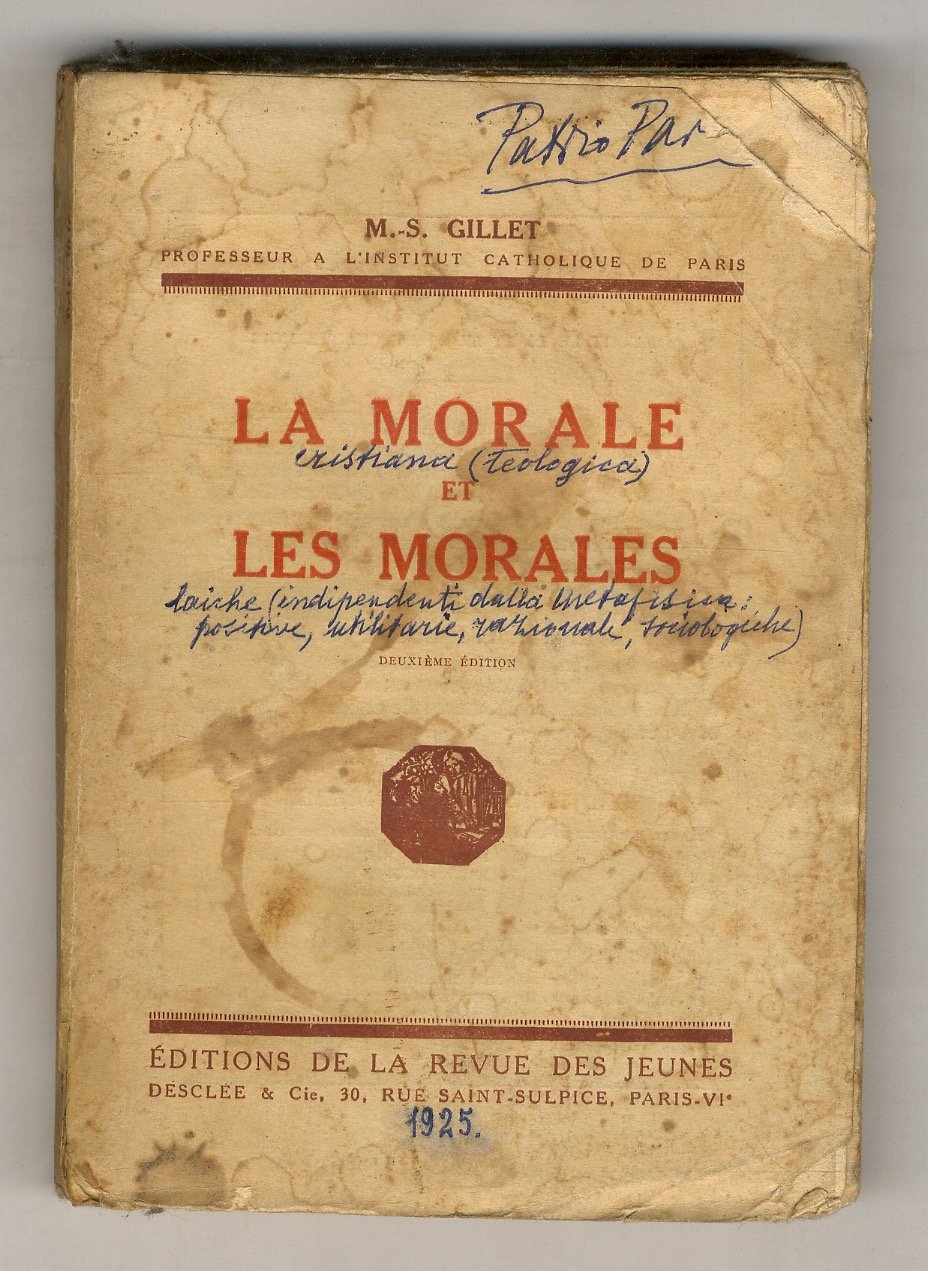 Patrio Par
M.-S. GILLET
PROFESSEUR A L'INSTITUT CATHOLIQUE DE PARIS
LA MORALE
cristiana (teologica)
ET
LES MORALES
laiche (indipendenti dalla metafisica:
positive, utilitarie, razionale, sociologiche)
DEUXIÈME ÉDITION
ÉDITIONS DE LA REVUE DES JEUNES
DESCLÉE & Cie, 30, RUE SAINT-SULPICE, PARIS-VIe
1925.